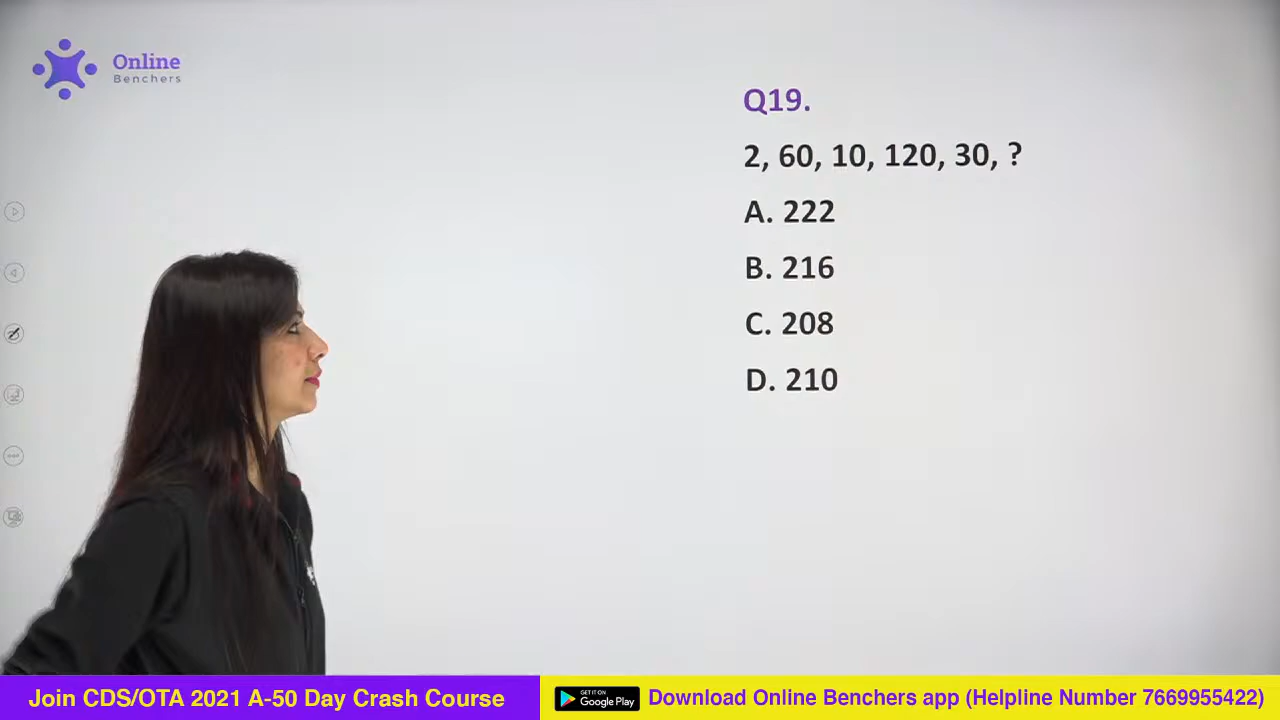 Online
Benchers
Q19.
2, 60, 10, 120, 30, ?
A. 222
B. 216
C. 208
D. 210
Join CDS/OTA 2021 A-50 Day Crash Course
GET IT ON
Google Play
Download Online Benchers app (Helpline Number 7669955422)